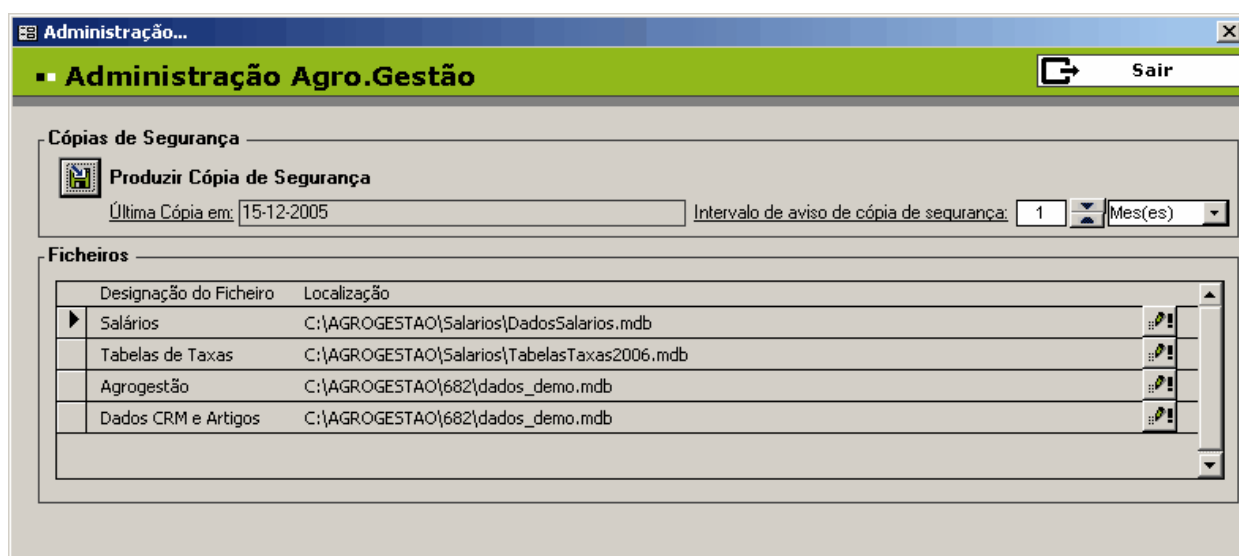 Administração...
Administração Agro.Gestão
Sair
Cópias de Segurança
Produzir Cópia de Segurança
Última Cópia em: 15-12-2005 Intervalo de aviso de cópia de segurança: 1 Mes(es)
Ficheiros
Designação do Ficheiro Localização
Salários C:\AGROGESTAO\Salarios\DadosSalarios.mdb
Tabelas de Taxas C:\AGROGESTAO\Salarios\TabelasTaxas2006.mdb
Agrogestão C:\AGROGESTAO\682\dados_demo.mdb
Dados CRM e Artigos C:\AGROGESTAO\682\dados_demo.mdb